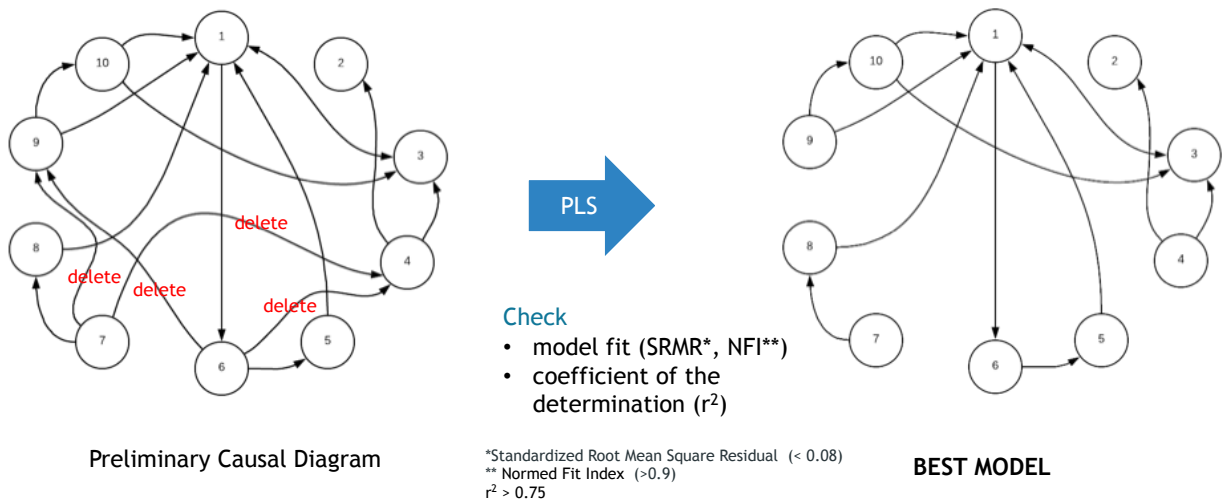 1
10
2
9
3
8
4
7
6
5
delete
delete
delete
delete
Preliminary Causal Diagram
PLS
Check
• model fit (SRMR*, NFI**)
• coefficient of the
determination (r²)
*Standardized Root Mean Square Residual (< 0.08)
** Normed Fit Index (>0.9)
r² > 0.75
1
10
2
9
3
8
4
7
6
5
BEST MODEL